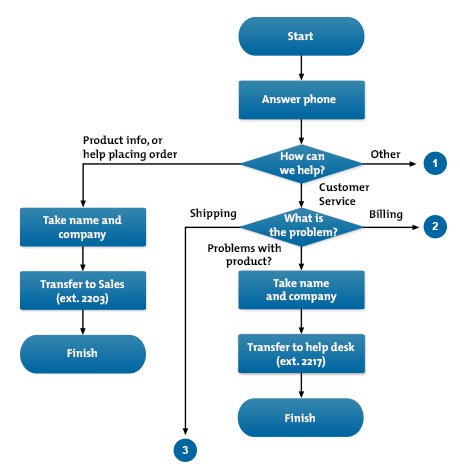 Start
Answer phone
Product info, or
help placing order
How can
we help?
Other
1
Customer
Service
Shipping
What is
the problem?
Billing
2
Take name and
company
Problems with
product?
Take name
and company
Transfer to Sales
(ext. 2203)
Transfer to help desk
(ext. 2217)
Finish
Finish
3